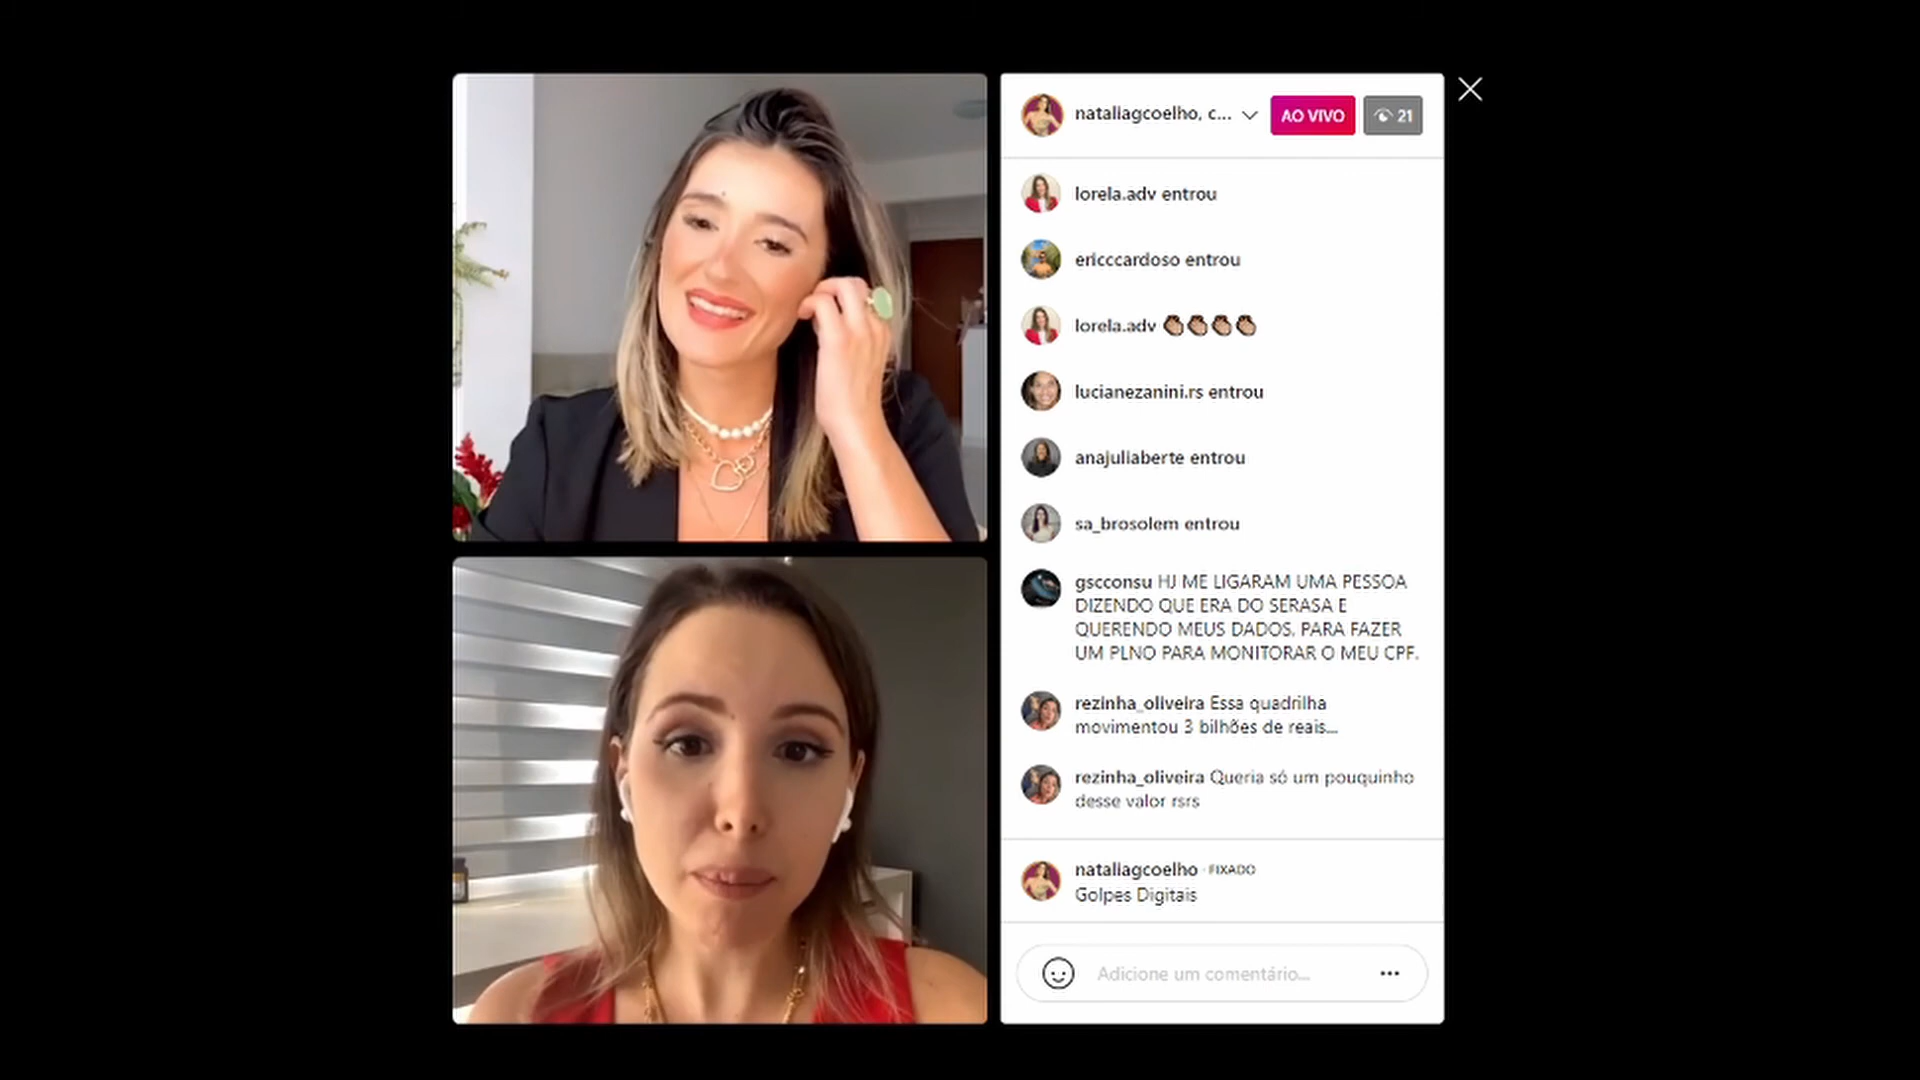 nataliagcoelho, c...
AO VIVO
21
lorela.adv entrou
ericccardoso entrou
lorela.adv 👏🏼👏🏼👏🏼👏🏼
lucianezanini.rs entrou
anajuliaberte entrou
sa_brosolem entrou
gscconsu HJ ME LIGARAM UMA PESSOA
DIZENDO QUE ERA DO SERASA E
QUERENDO MEUS DADOS, PARA FAZER
UM PLNO PARA MONITORAR O MEU CPF.
rezinha_oliveira Essa quadrilha
movimentou 3 bilhões de reais...
rezinha_oliveira Queria só um pouquinho
desse valor rsrs
nataliagcoelho · FIXADO
Golpes Digitais
Adicione um comentário...